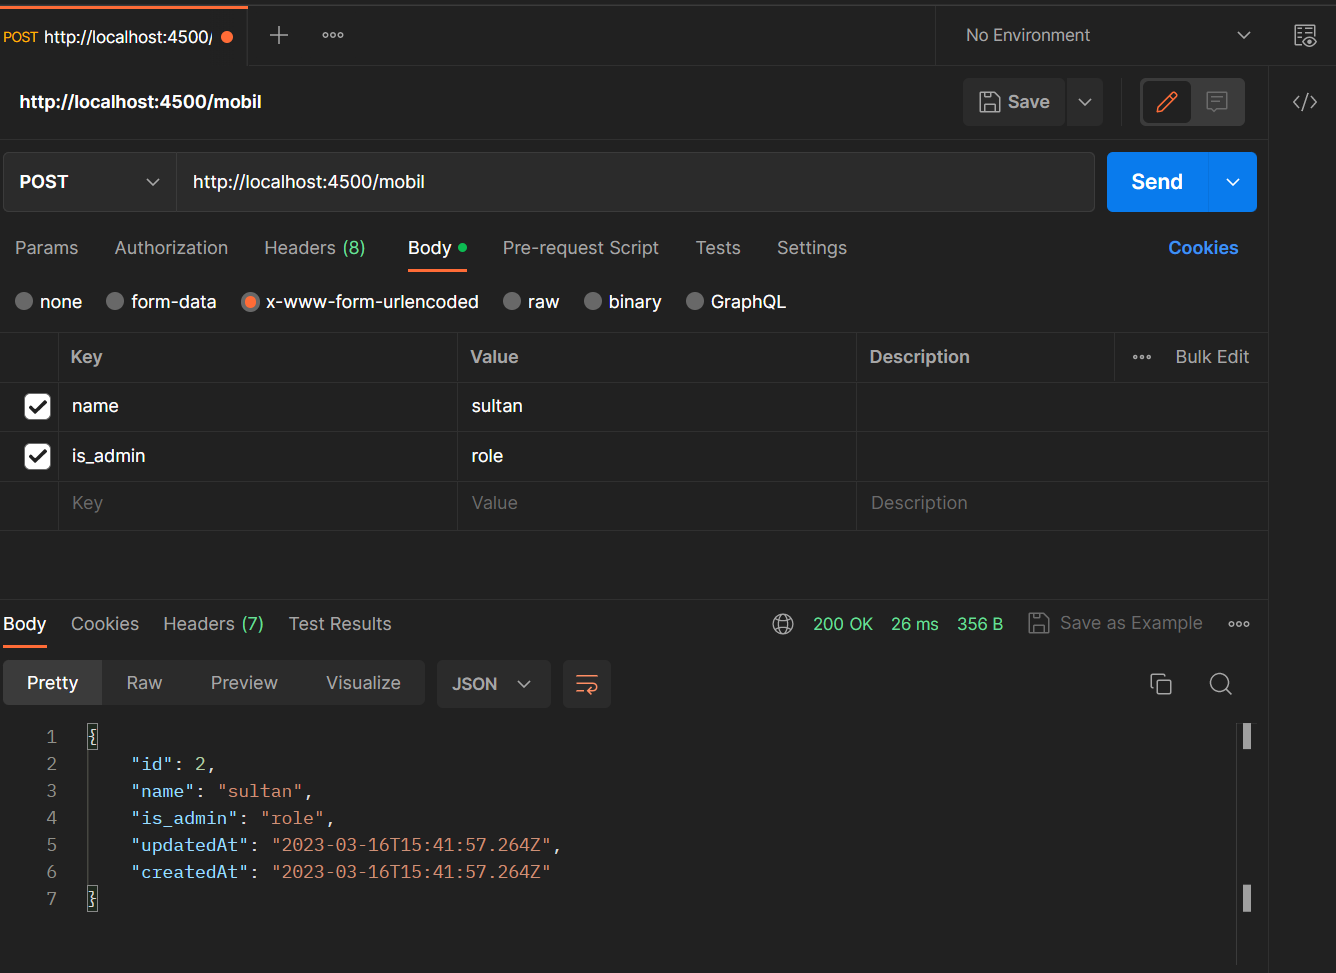 POST http://localhost:4500/
No Environment
http://localhost:4500/mobil
Save
</>
POST
http://localhost:4500/mobil
Send
Params Authorization Headers (8) Body Pre-request Script Tests Settings Cookies
none form-data x-www-form-urlencoded raw binary GraphQL
Key Value Description Bulk Edit
name sultan
is_admin role
Key Value Description
Body Cookies Headers (7) Test Results 200 OK 26 ms 356 B Save as Example
Pretty Raw Preview Visualize JSON
1 {
2 "id": 2,
3 "name": "sultan",
4 "is_admin": "role",
5 "updatedAt": "2023-03-16T15:41:57.264Z",
6 "createdAt": "2023-03-16T15:41:57.264Z"
7 }